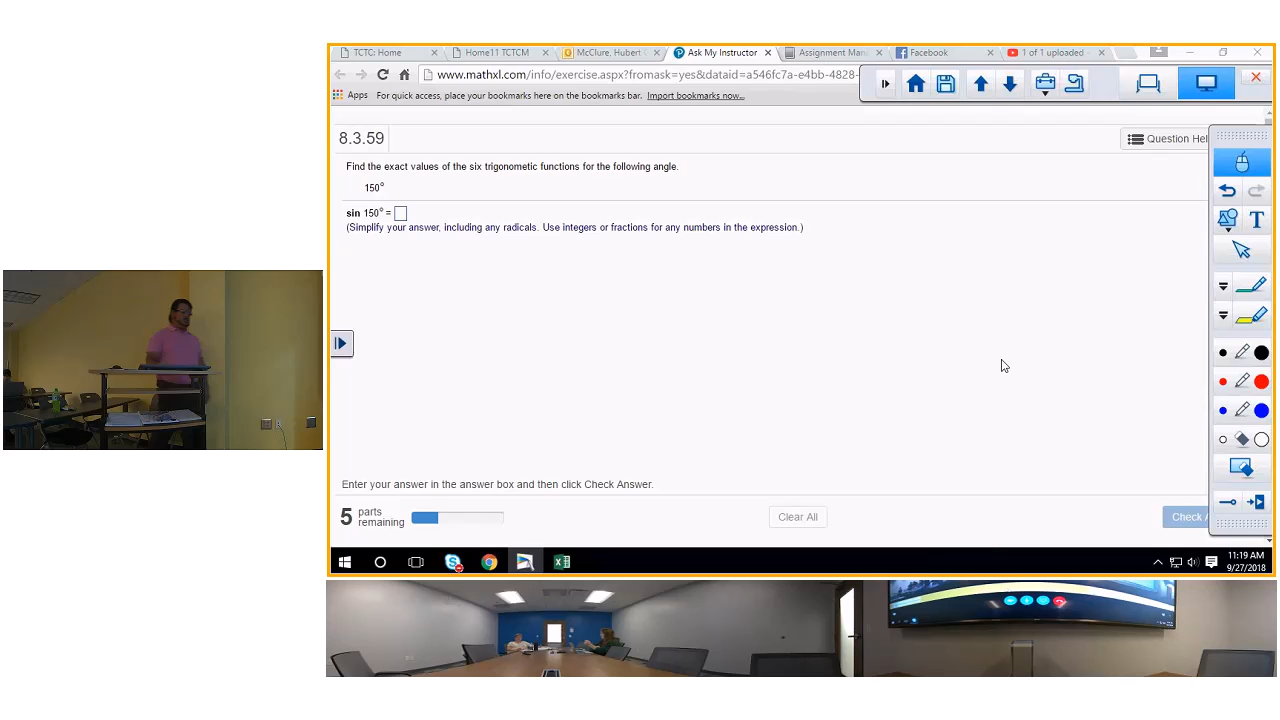 TCTC: Home
Home11 TCTCM
McClure, Hubert C
Ask My Instructor
Assignment Man
Facebook
1 of 1 uploaded -
www.mathxl.com/info/exercise.aspx?fromask=yes&dataid=a546fc7a-e4bb-4828-
Apps For quick access, place your bookmarks here on the bookmarks bar. Import bookmarks now...
8.3.59
Question Hel
Find the exact values of the six trigonometric functions for the following angle.
150°
sin 150° =
(Simplify your answer, including any radicals. Use integers or fractions for any numbers in the expression.)
T
Enter your answer in the answer box and then click Check Answer.
5 parts remaining
Clear All
Check A
11:19 AM
9/27/2018